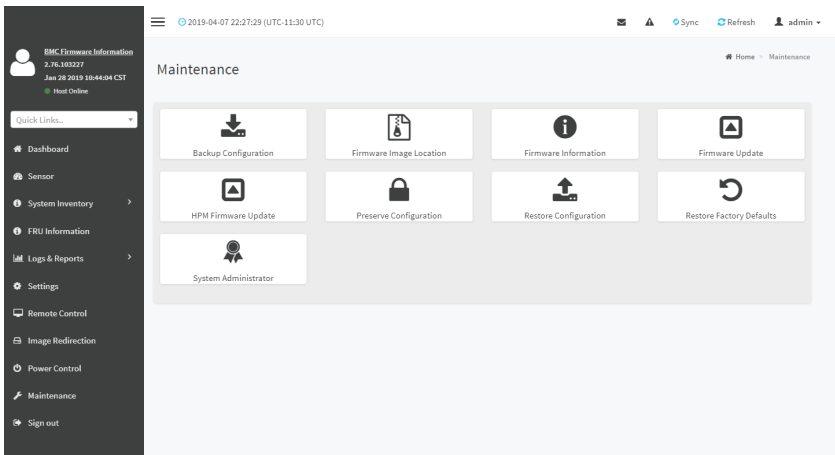 2019-04-07 22:27:29 (UTC-11:30 UTC)
Sync
Refresh
admin
BMC Firmware Information
2.76.103227
Jan 28 2019 10:44:04 CST
Host Online
Quick Links..
Dashboard
Sensor
System Inventory
FRU Information
Logs & Reports
Settings
Remote Control
Image Redirection
Power Control
Maintenance
Sign out
Maintenance
Home > Maintenance
Backup Configuration
Firmware Image Location
Firmware Information
Firmware Update
HPM Firmware Update
Preserve Configuration
Restore Configuration
Restore Factory Defaults
System Administrator